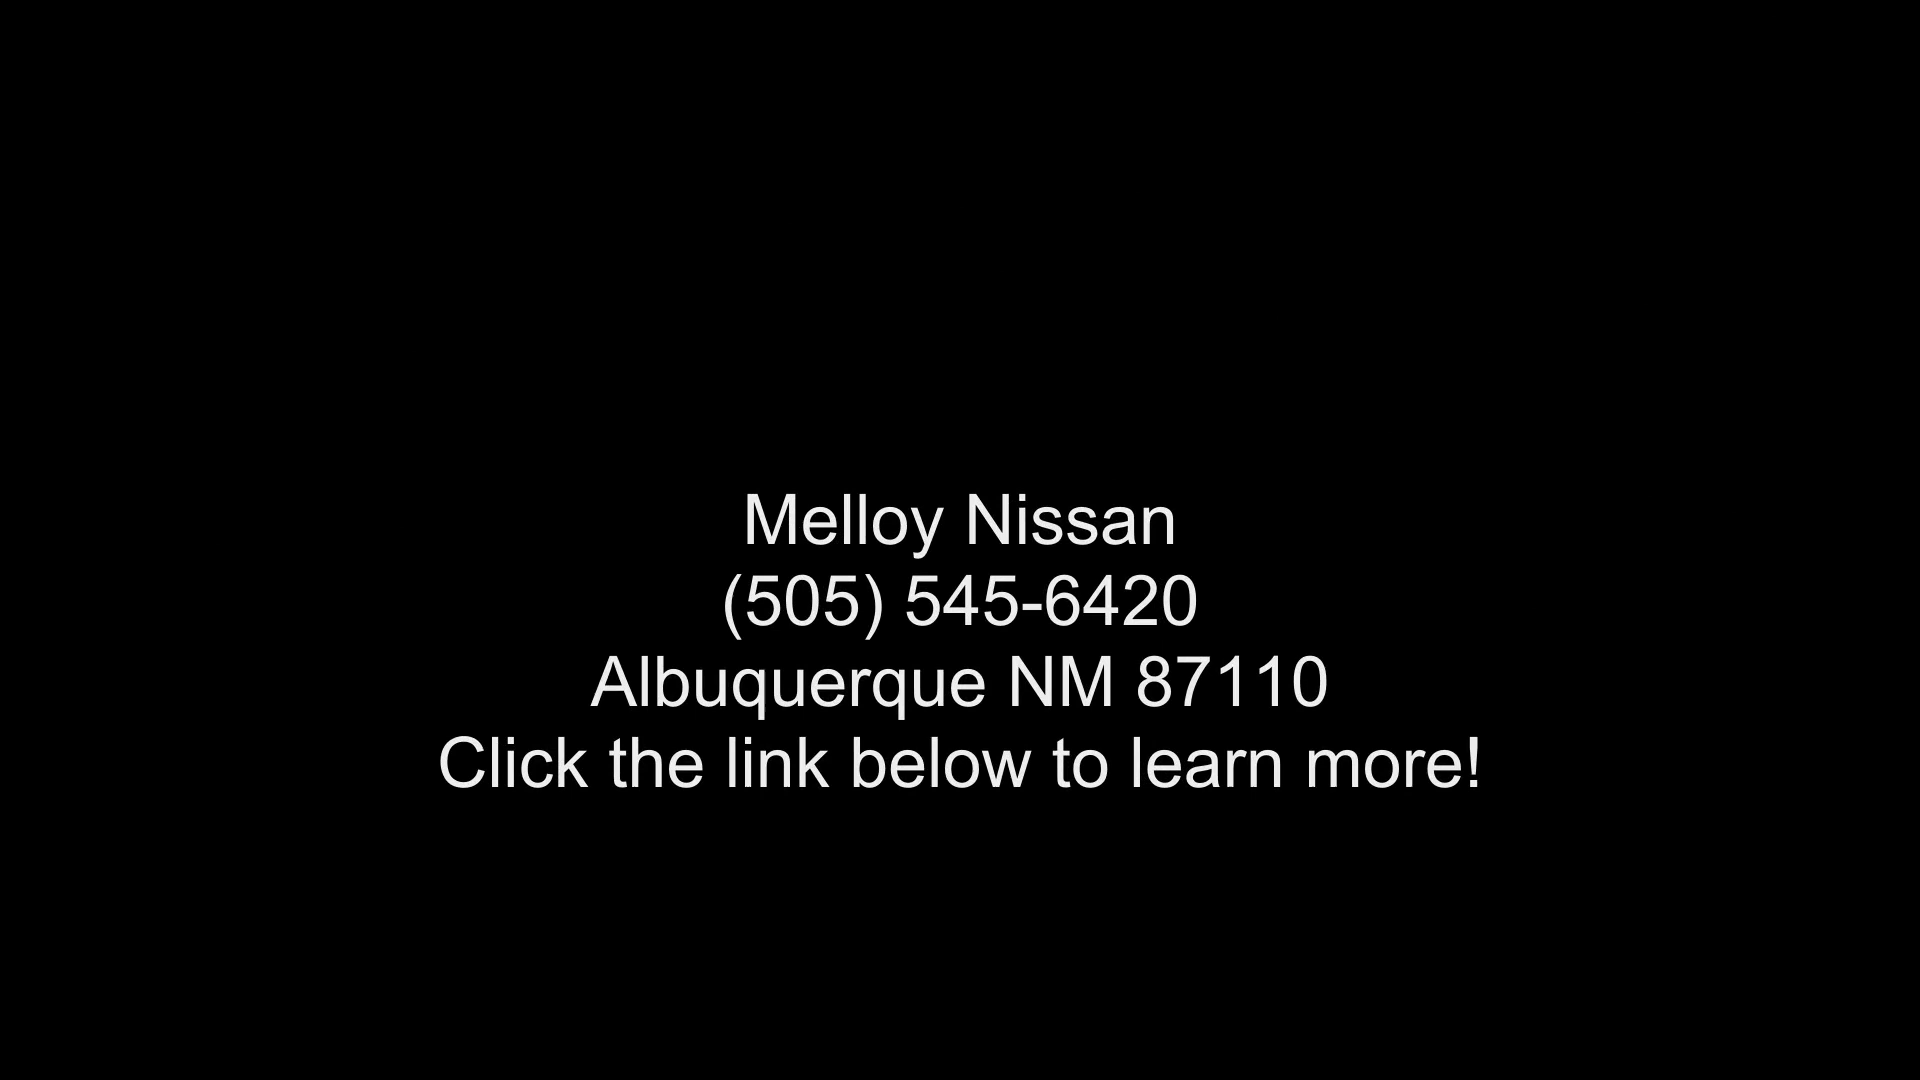 Melloy Nissan
(505) 545-6420
Albuquerque NM 87110
Click the link below to learn more!